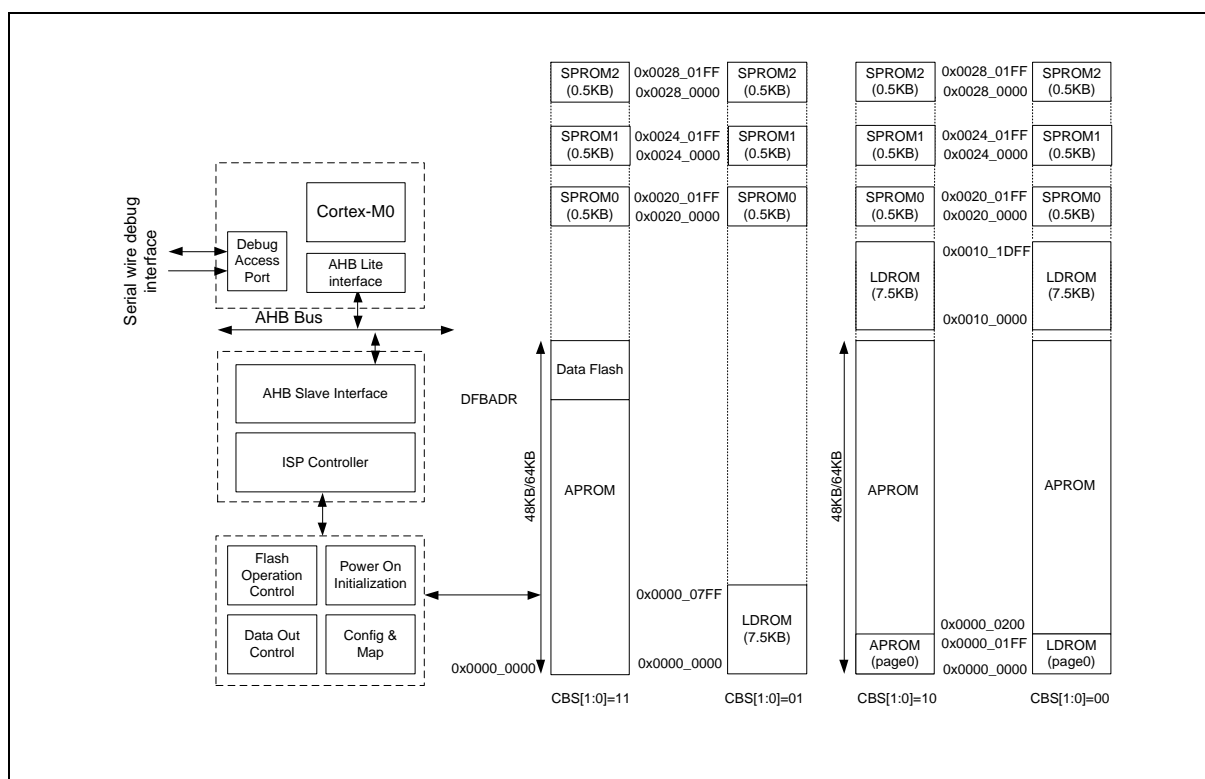 Serial wire debug
interface
Cortex-M0
Debug
Access
Port
AHB Lite
interface
AHB Bus
AHB Slave Interface
ISP Controller
Flash
Operation
Control
Power On
Initialization
Data Out
Control
Config &
Map
DFBADR
48KB/64KB
0x0000_0000
SPROM2
(0.5KB)
SPROM1
(0.5KB)
SPROM0
(0.5KB)
Data Flash
APROM
CBS[1:0]=11
0x0028_01FF
0x0028_0000
0x0024_01FF
0x0024_0000
0x0020_01FF
0x0020_0000
0x0000_07FF
0x0000_0000
SPROM2
(0.5KB)
SPROM1
(0.5KB)
SPROM0
(0.5KB)
LDROM
(7.5KB)
CBS[1:0]=01
48KB/64KB
SPROM2
(0.5KB)
SPROM1
(0.5KB)
SPROM0
(0.5KB)
LDROM
(7.5KB)
APROM
APROM
(page0)
CBS[1:0]=10
0x0028_01FF
0x0028_0000
0x0024_01FF
0x0024_0000
0x0020_01FF
0x0020_0000
0x0010_1DFF
0x0010_0000
0x0000_0200
0x0000_01FF
0x0000_0000
SPROM2
(0.5KB)
SPROM1
(0.5KB)
SPROM0
(0.5KB)
LDROM
(7.5KB)
APROM
LDROM
(page0)
CBS[1:0]=00